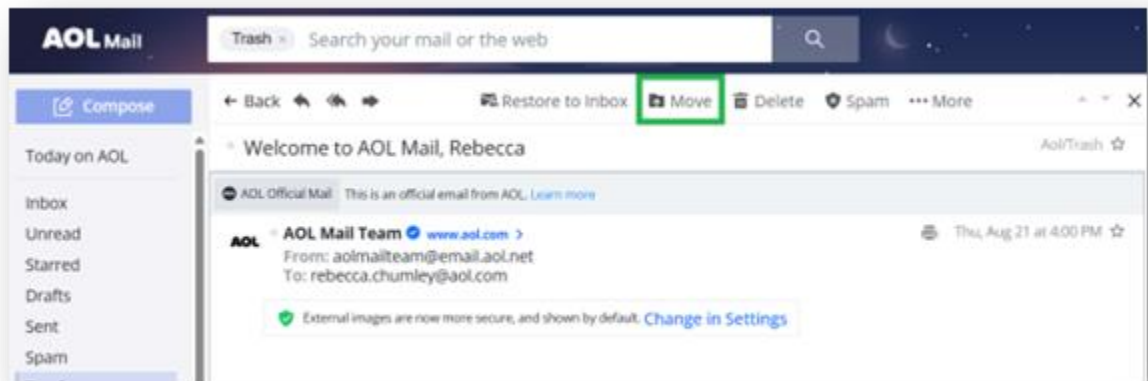 AOL Mail
Trash × Search your mail or the web
Compose
← Back Restore to Inbox Move Delete Spam ••• More
Today on AOL
Welcome to AOL Mail, Rebecca Aol/Trash
AOL Official Mail This is an official email from AOL. Learn more
Inbox
Unread
Starred
Drafts
Sent
Spam
AOL AOL Mail Team www.aol.com > Thu, Aug 21 at 4:00 PM
From: aolmailteam@email.aol.net
To: rebecca.chumley@aol.com
External images are now more secure, and shown by default. Change in Settings